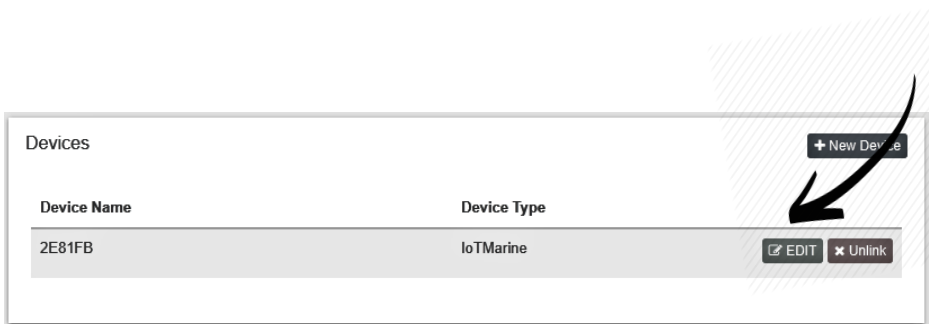 Devices
+ New Device
Device Name Device Type
2E81FB IoTMarine EDIT × Unlink